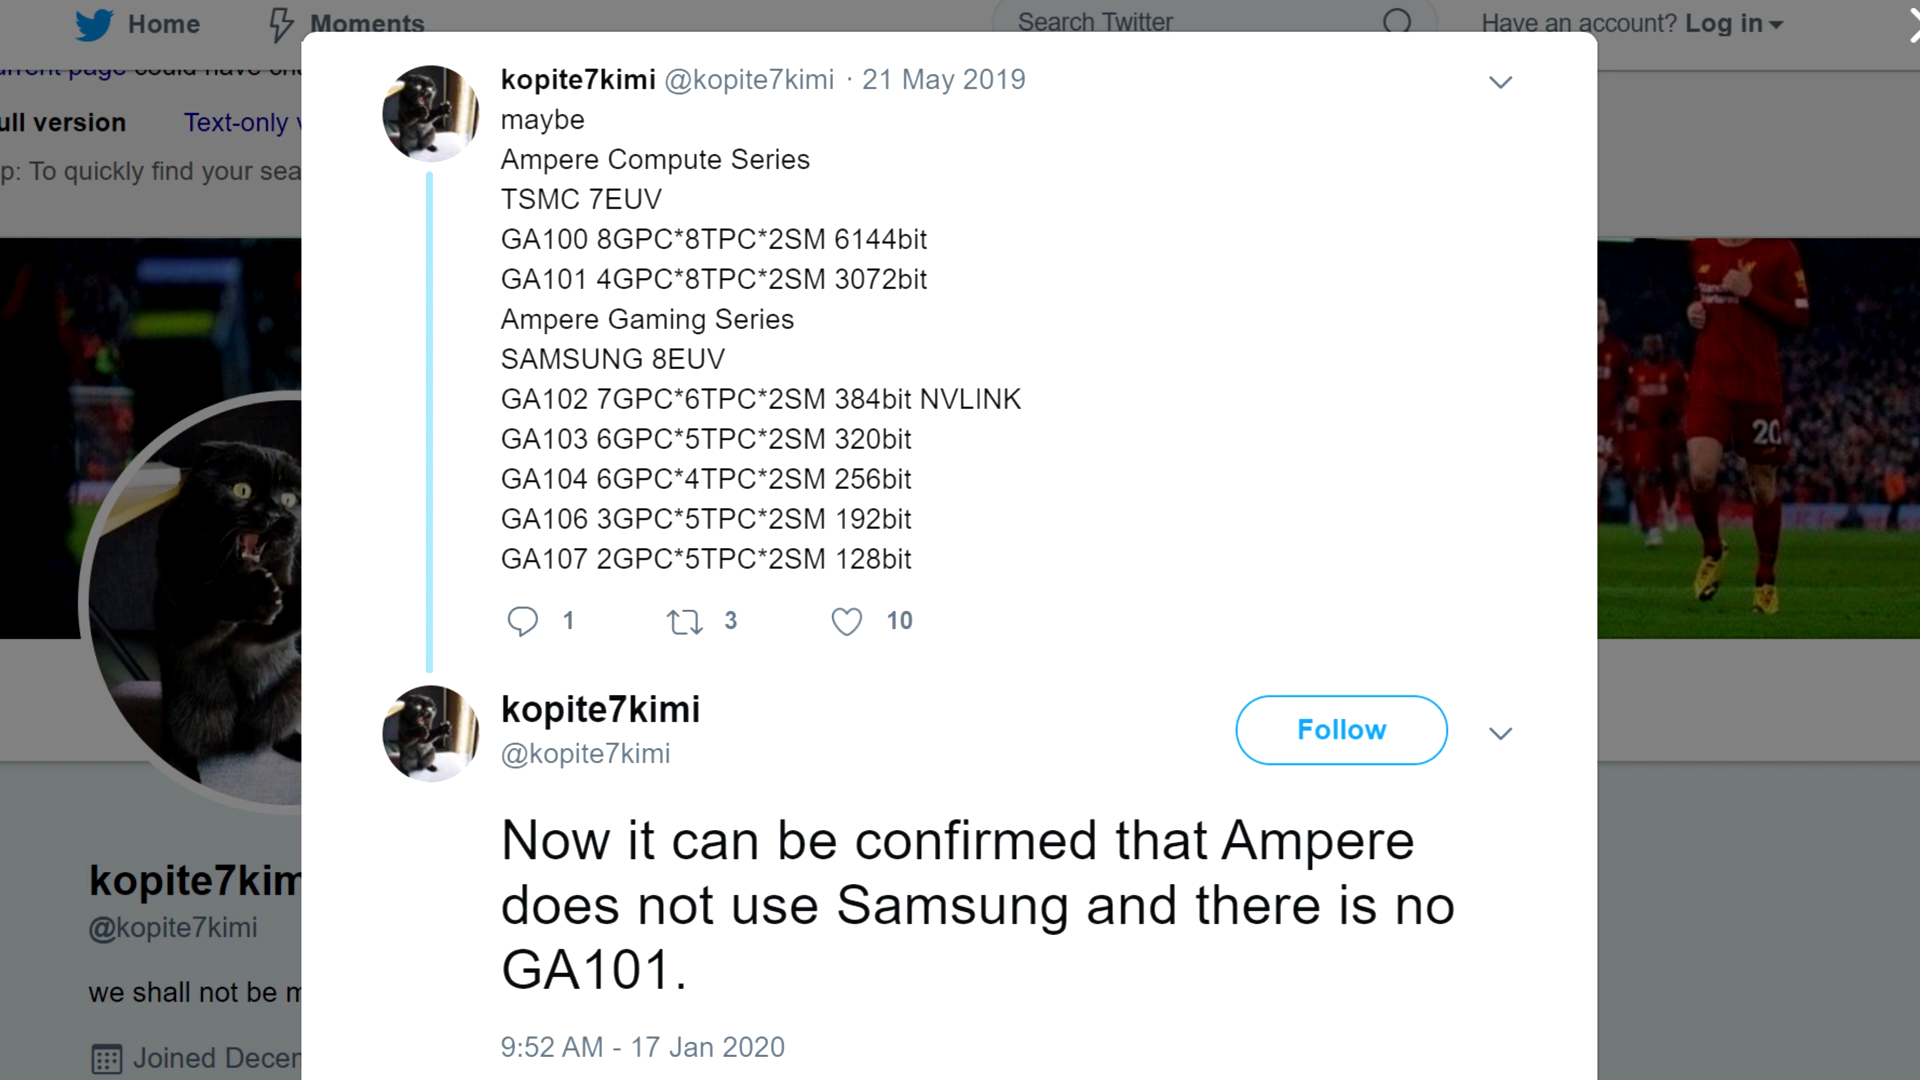 Home
Moments
Search Twitter
Have an account? Log in
current page could have
ull version Text-only
p: To quickly find your sea
kopite7kimi @kopite7kimi · 21 May 2019
maybe
Ampere Compute Series
TSMC 7EUV
GA100 8GPC*8TPC*2SM 6144bit
GA101 4GPC*8TPC*2SM 3072bit
Ampere Gaming Series
SAMSUNG 8EUV
GA102 7GPC*6TPC*2SM 384bit NVLINK
GA103 6GPC*5TPC*2SM 320bit
GA104 6GPC*4TPC*2SM 256bit
GA106 3GPC*5TPC*2SM 192bit
GA107 2GPC*5TPC*2SM 128bit
1 3 10
kopite7kimi
@kopite7kimi
Follow
Now it can be confirmed that Ampere
does not use Samsung and there is no
GA101.
9:52 AM - 17 Jan 2020
20
kopite7kim
@kopite7kimi
we shall not be m
Joined Decer